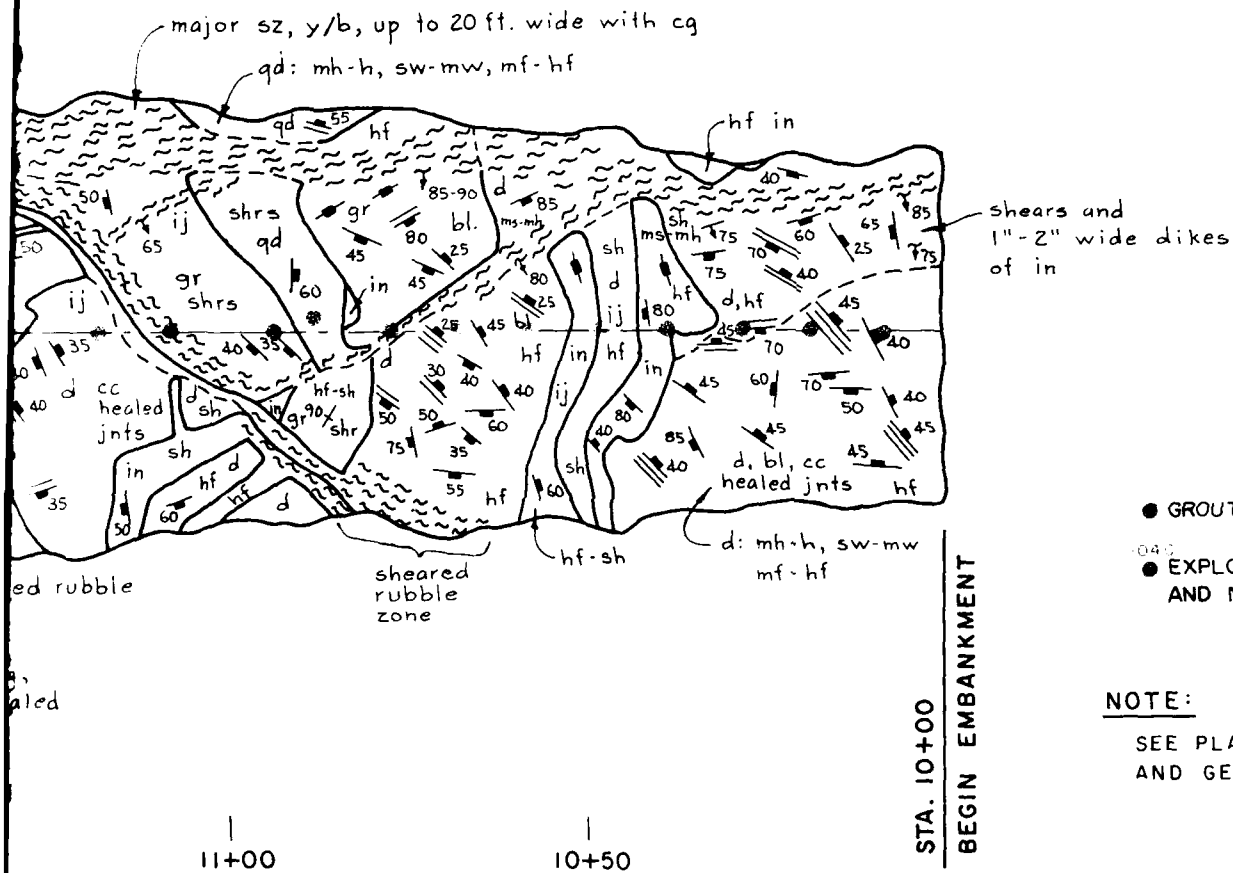 major sz, y/b, up to 20 ft. wide with cg
qd: mh-h, sw-mw, mf-hf
qd
55
hf
hf in
40
50
ij
65
shrs
qd
gr
85-90
bl.
80
45
45
25
d
ms-mh
85
sh
ms-mh
75
75
60
70
40
65
25
85
75
shears and
1"-2" wide dikes
of in
50
ij
gr
shrs
60
in
80
25
bl
sh
d
ij
hf
hf
80
d, hf
45
70
45
40
35
40
35
d
25
45
hf
in
in
40
40
d
cc
healed
jnts
d
sh
in
gr
90
hf-sh
shr
50
30
40
50
60
75
35
ij
sh
40
80
45
60
70
50
40
85
45
45
45
40
35
in
sh
hf
d
hf
d
50
60
55
hf
60
d, bl, cc
healed jnts
hf
ed rubble
sheared
rubble
zone
hf-sh
d: mh-h, sw-mw
mf-hf
GROUT
EXPLO
AND
aled
NOTE:
SEE PLA
AND GE
STA. 10+00
BEGIN EMBANKMENT
11+00
10+50